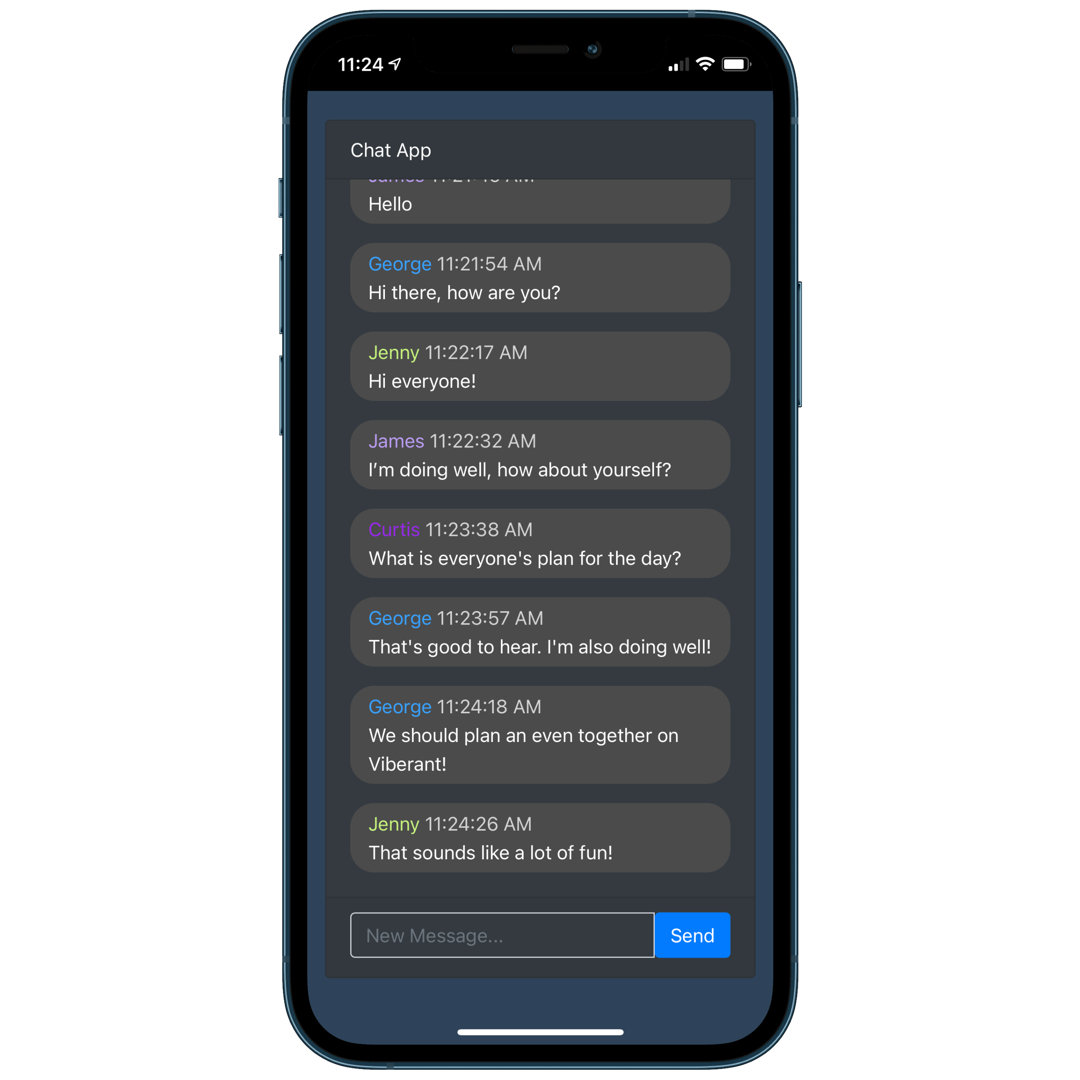 11:24
Chat App
Hello
George 11:21:54 AM
Hi there, how are you?
Jenny 11:22:17 AM
Hi everyone!
James 11:22:32 AM
I’m doing well, how about yourself?
Curtis 11:23:38 AM
What is everyone's plan for the day?
George 11:23:57 AM
That's good to hear. I'm also doing well!
George 11:24:18 AM
We should plan an even together on
Viberant!
Jenny 11:24:26 AM
That sounds like a lot of fun!
New Message...
Send